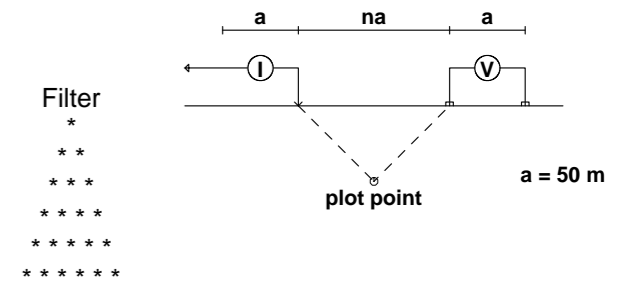 a na a
I V
Filter
*
* *
* * *
* * * *
* * * * *
* * * * * *
a = 50 m
plot point